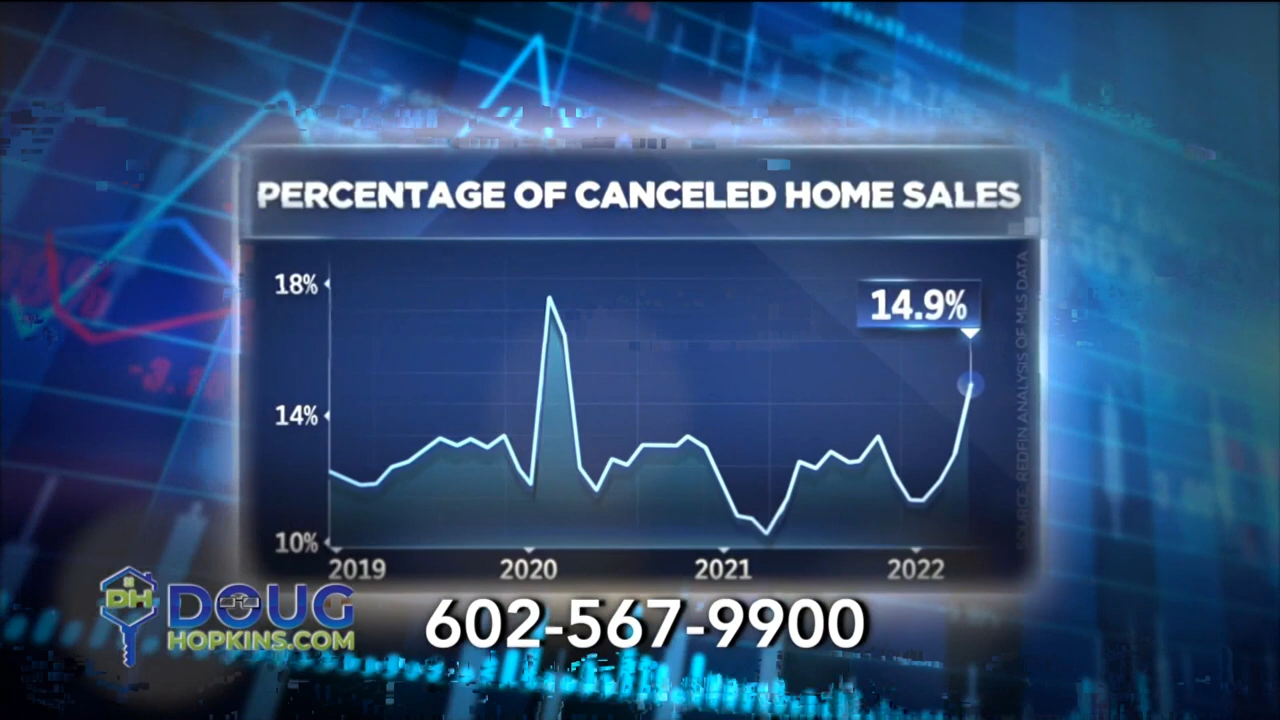 PERCENTAGE OF CANCELED HOME SALES
18%
14.9%
14%
10%
2019 2020 2021 2022
SOURCE: REDFIN ANALYSIS OF MLS DATA
DH DOUG
HOPKINS.COM
602-567-9900